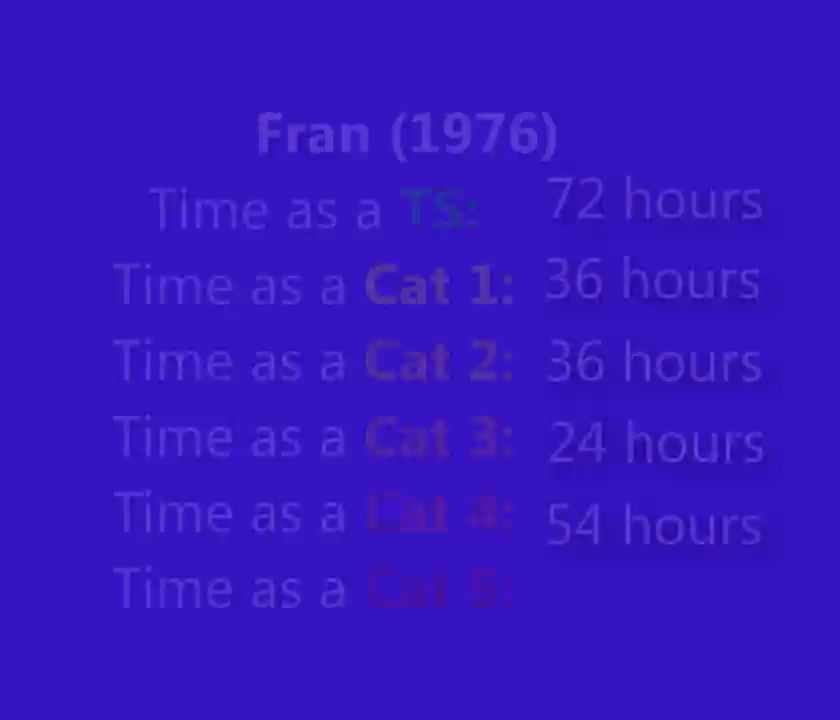 Fran (1976)
Time as a TS: 72 hours
Time as a Cat 1: 36 hours
Time as a Cat 2: 36 hours
Time as a Cat 3: 24 hours
Time as a Cat 4: 54 hours
Time as a Cat 5: